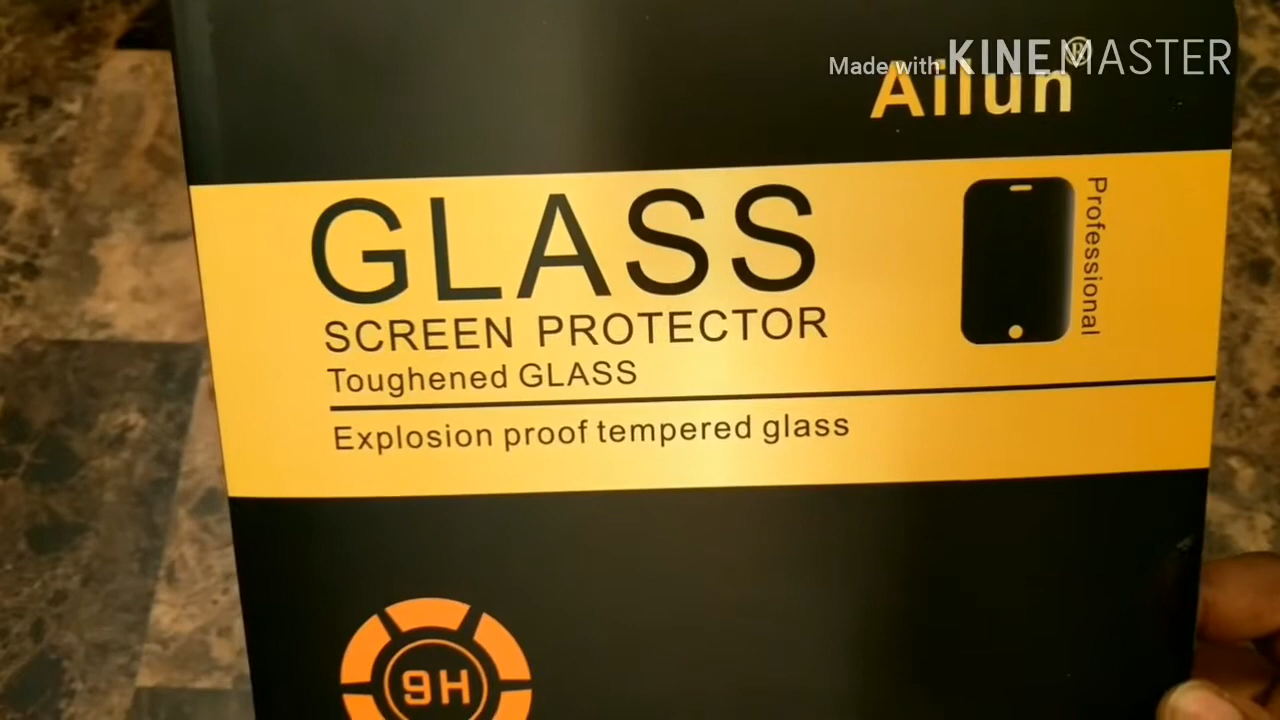 Made with KINEMASTER
Ailun®
GLASS
Professional
SCREEN PROTECTOR
Toughened GLASS
Explosion proof tempered glass
9H